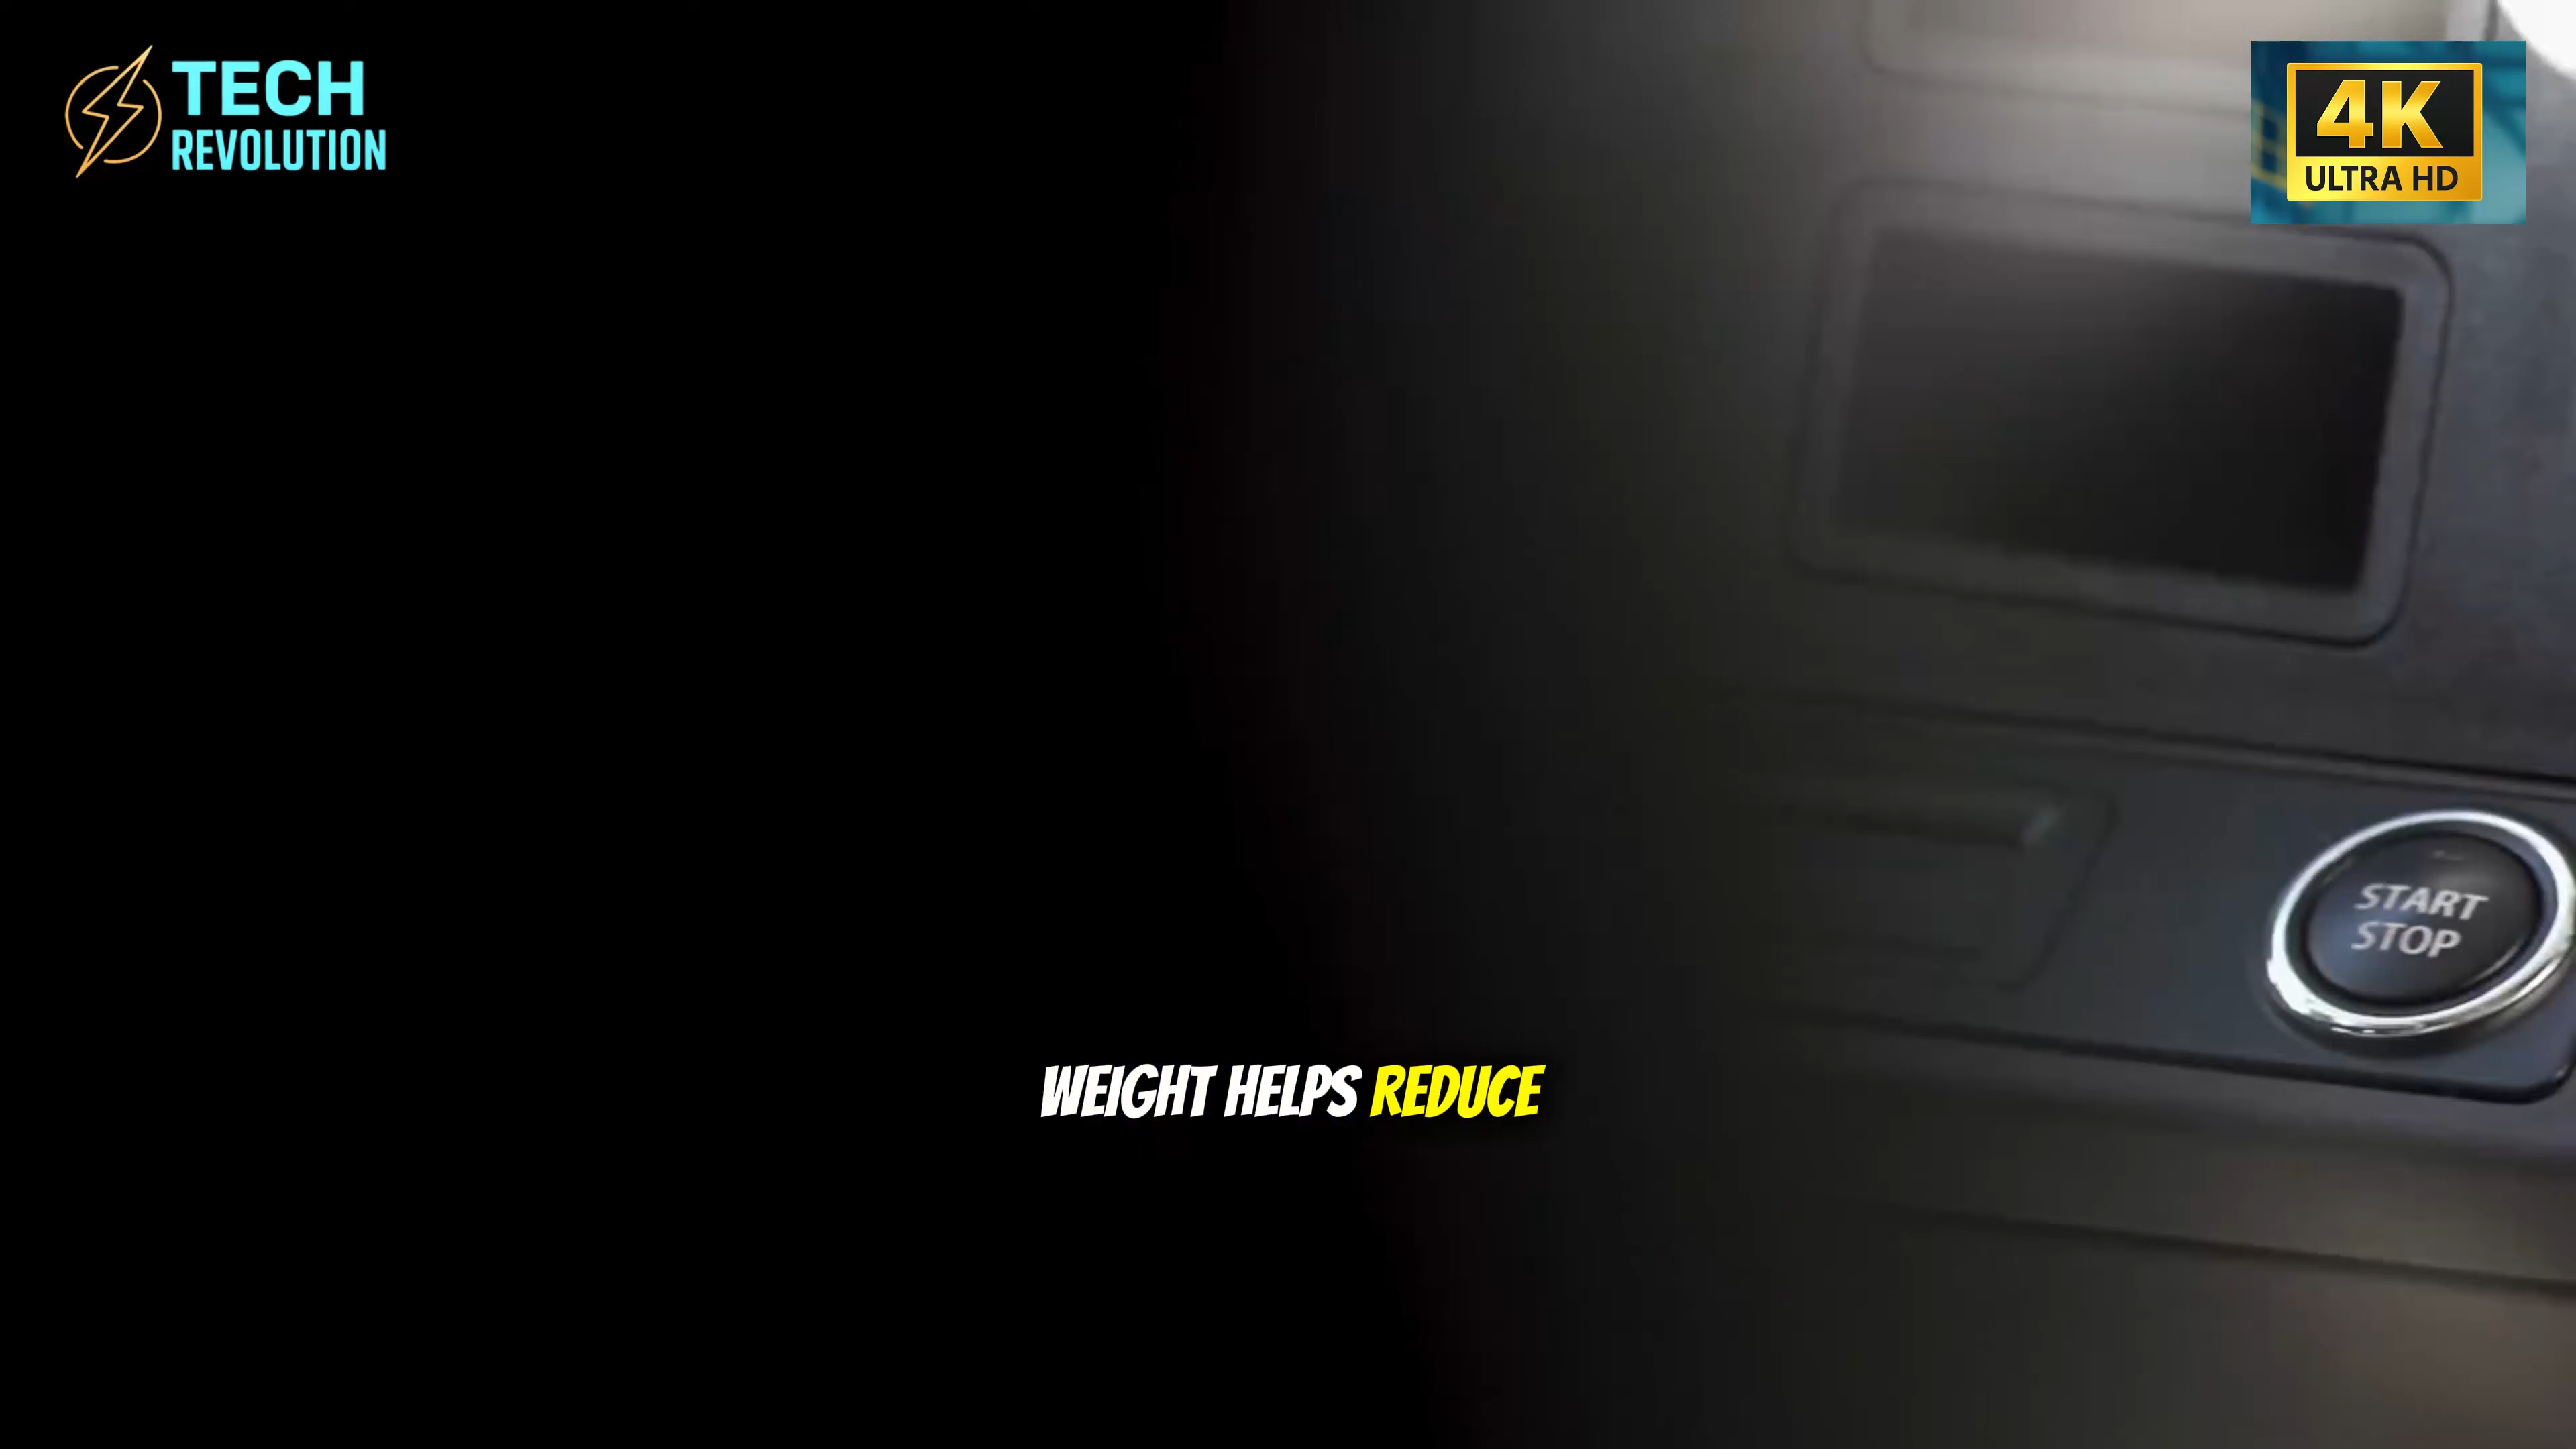 TECH
REVOLUTION
4K
ULTRA HD
START
STOP
WEIGHT HELPS REDUCE